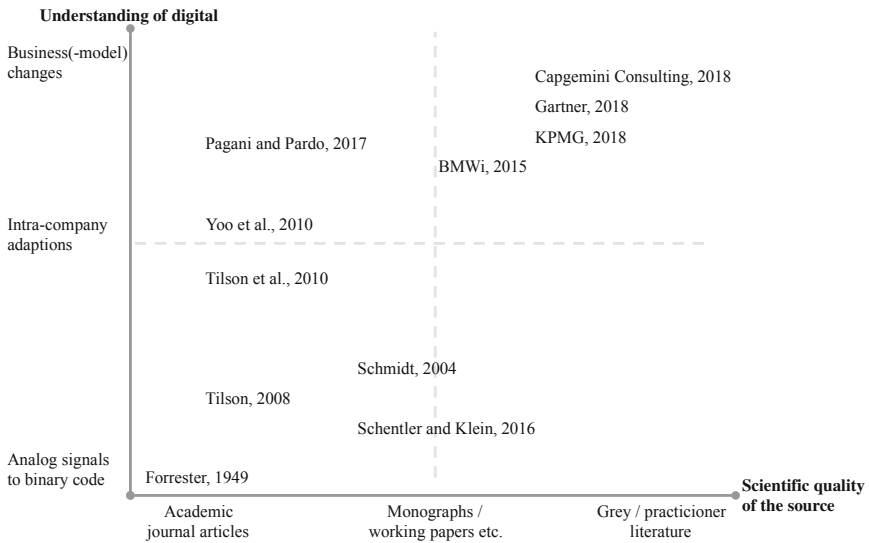 Understanding of digital
Business(-model)
changes
Capgemini Consulting, 2018
Gartner, 2018
KPMG, 2018
Pagani and Pardo, 2017
BMWi, 2015
Intra-company
adaptions
Yoo et al., 2010
Tilson et al., 2010
Schmidt, 2004
Tilson, 2008
Schentler and Klein, 2016
Analog signals
to binary code
Forrester, 1949
Scientific quality
of the source
Academic
journal articles
Monographs /
working papers etc.
Grey / practicioner
literature